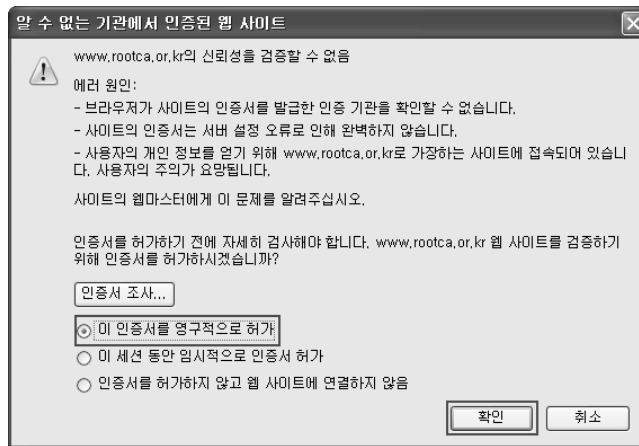 알 수 없는 기관에서 인증된 웹 사이트
www.rootca.or.kr의 신뢰성을 검증할 수 없음
에러 원인:
- 브라우저가 사이트의 인증서를 발급한 인증 기관을 확인할 수 없습니다.
- 사이트의 인증서는 서버 설정 오류로 인해 완벽하지 않습니다.
- 사용자의 개인 정보를 얻기 위해 www.rootca.or.kr로 가장하는 사이트에 접속되어 있습니
다. 사용자의 주의가 요망됩니다.
사이트의 웹마스터에게 이 문제를 알려주십시오.
인증서를 허가하기 전에 자세히 검사해야 합니다. www.rootca.or.kr 웹 사이트를 검증하기
위해 인증서를 허가하시겠습니까?
인증서 조사...
이 인증서를 영구적으로 허가
이 세션 동안 임시적으로 인증서 허가
인증서를 허가하지 않고 웹 사이트에 연결하지 않음
확인 취소